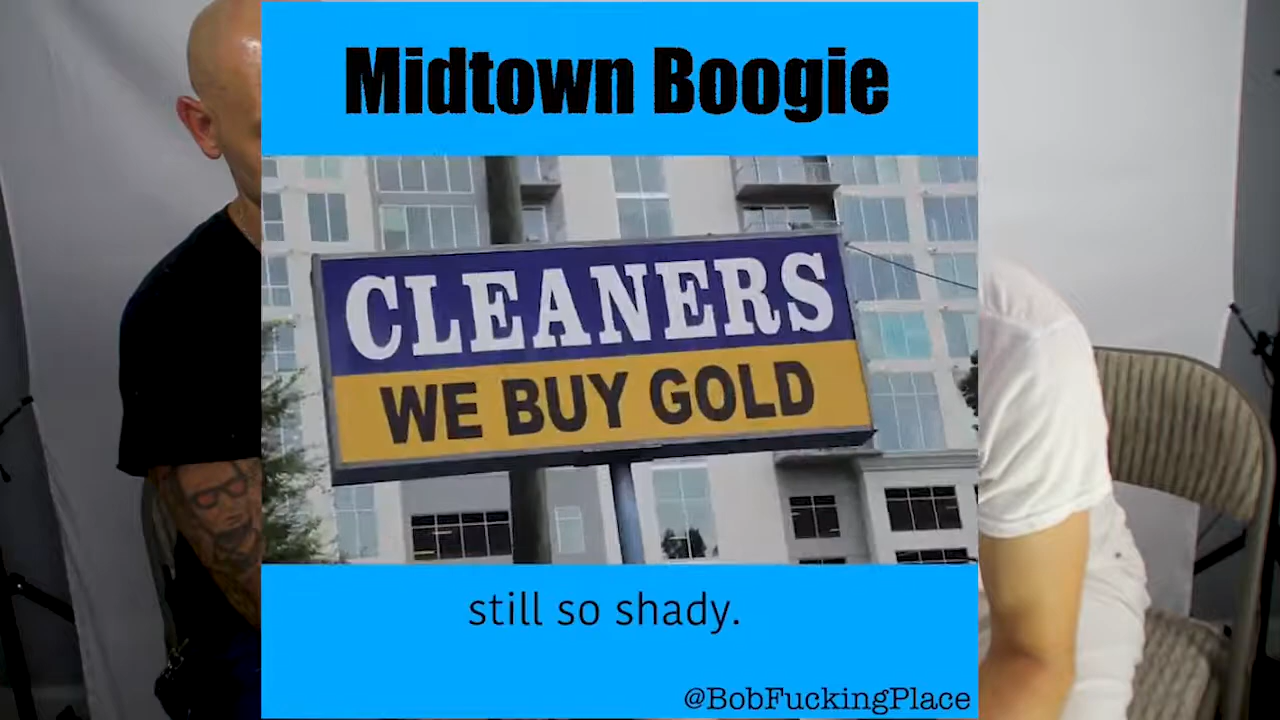 Midtown Boogie
CLEANERS
WE BUY GOLD
still so shady.
@BobFuckingPlace